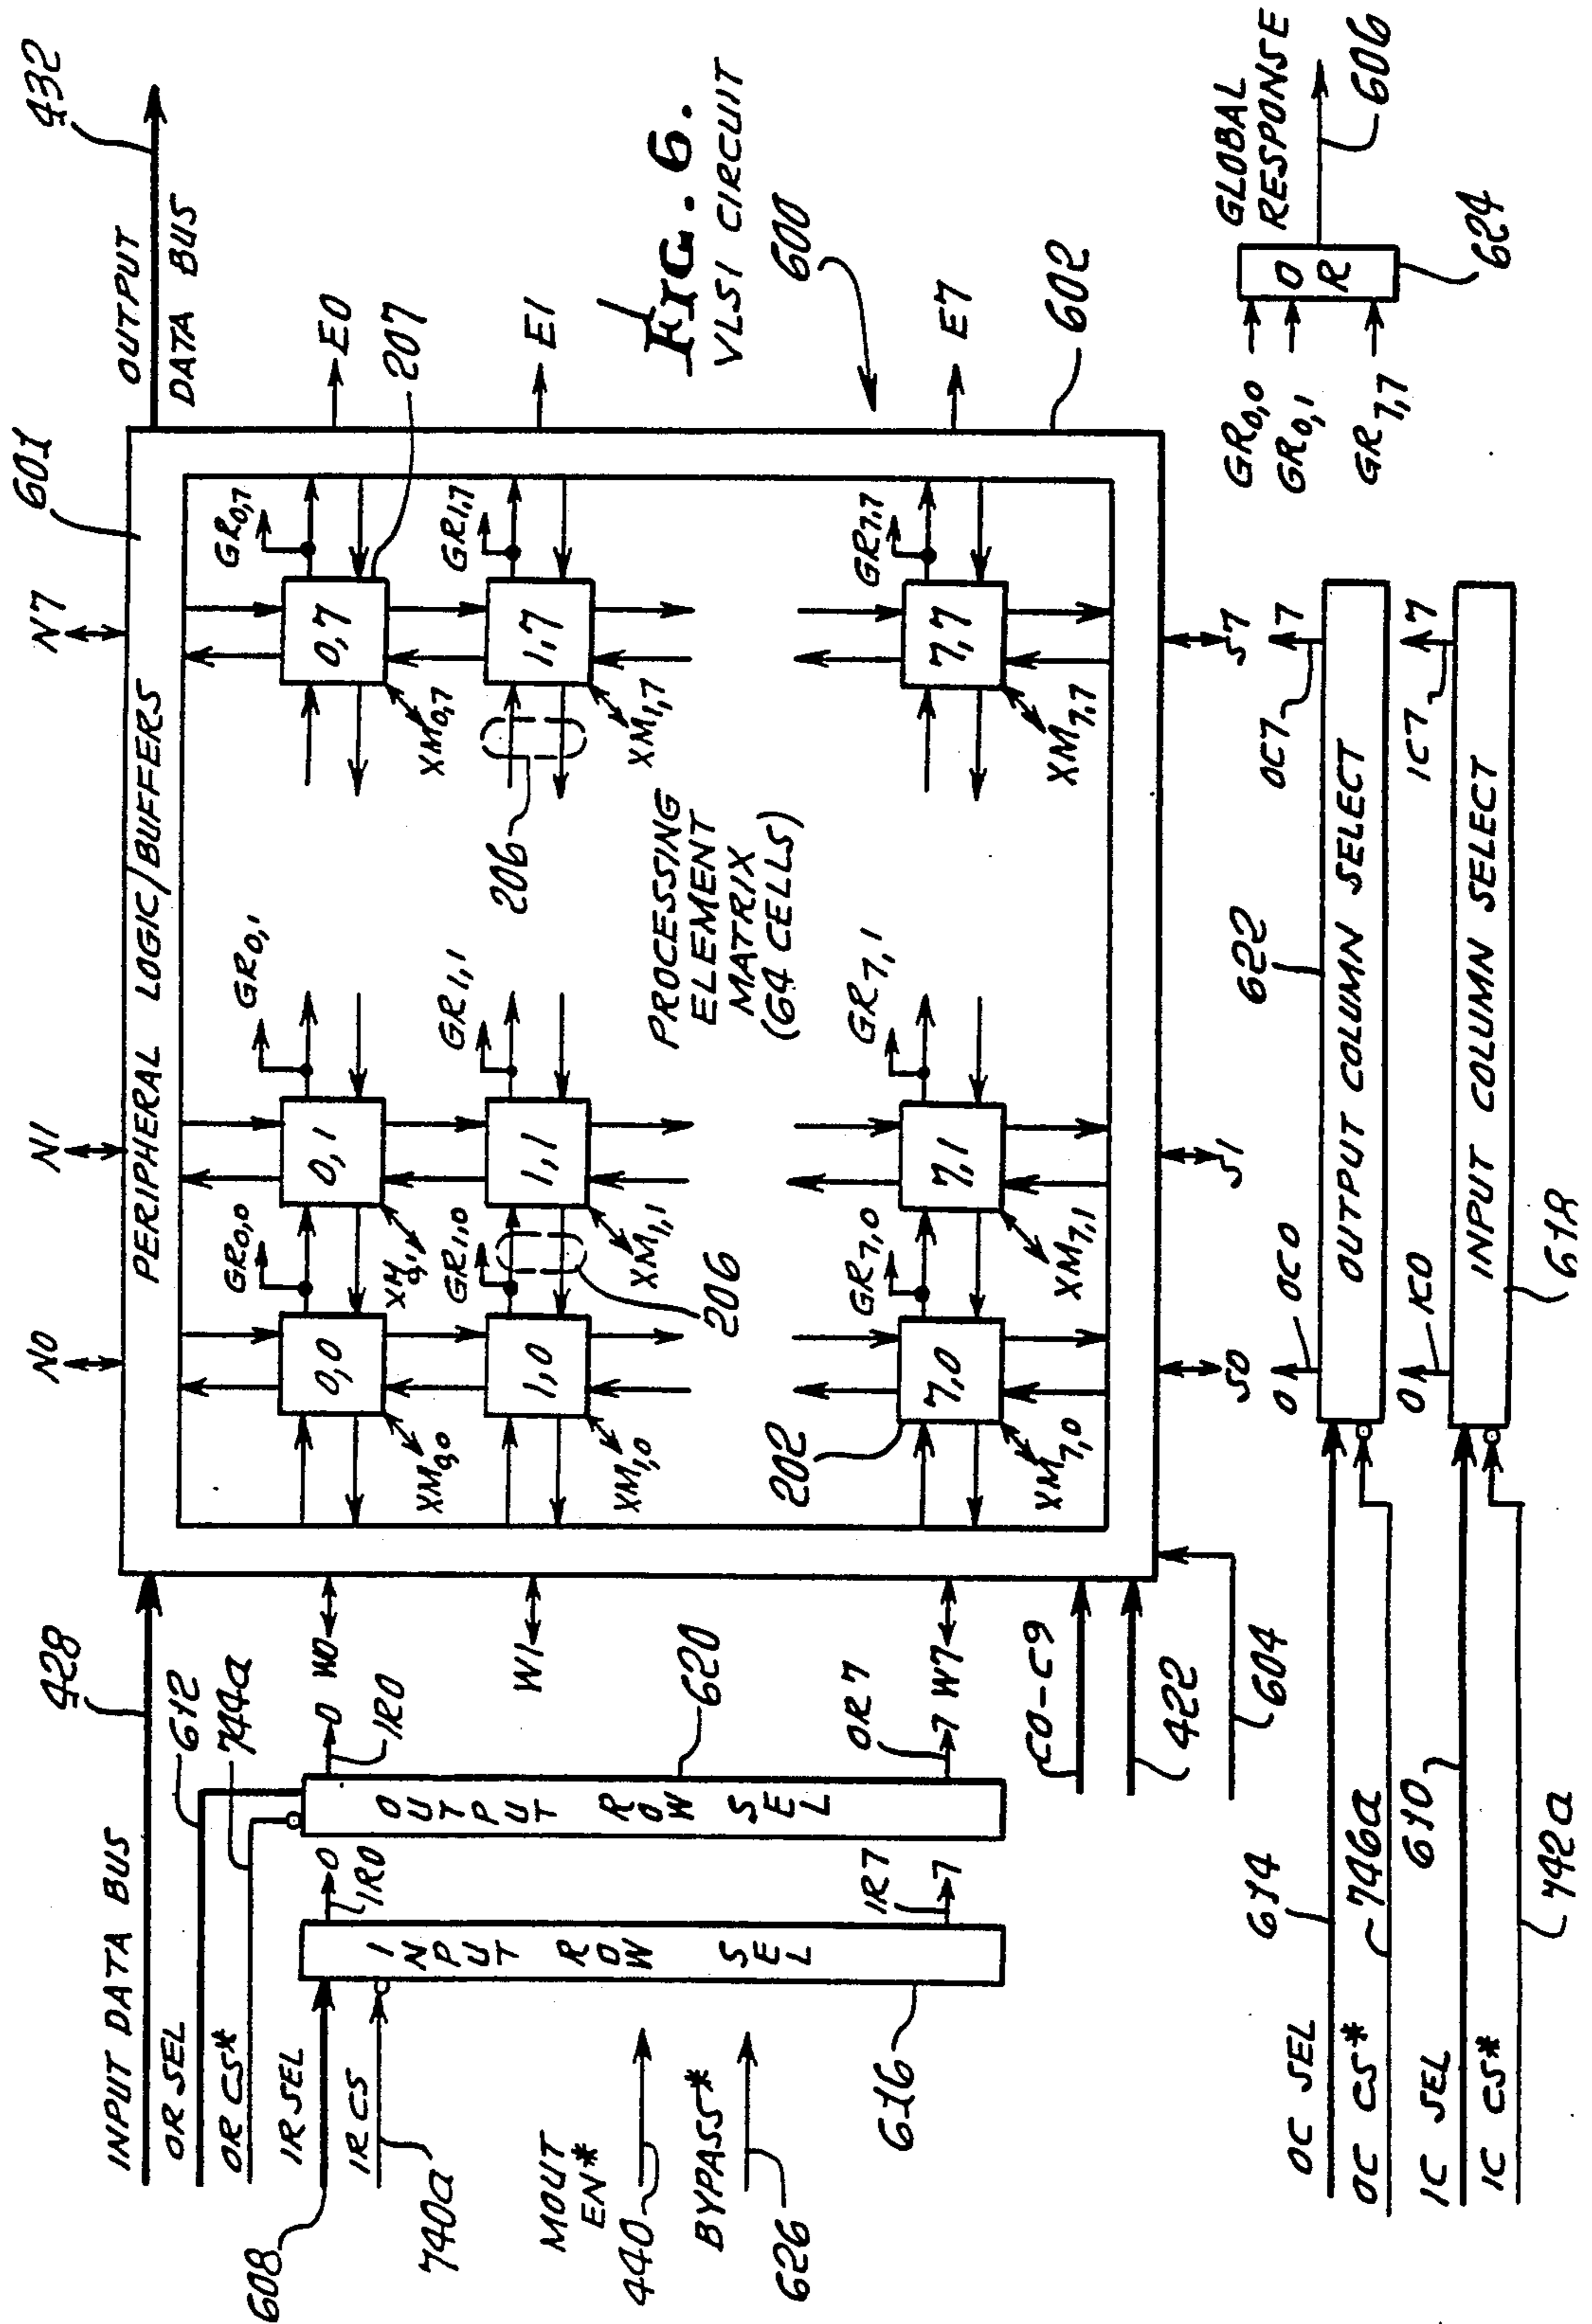 FIG. 6.
VLSI CIRCUIT
600
INPUT DATA BUS
428
OR SEL
612
OR CS*
744a
IR SEL
608
IR CS
740a
MOUT
EN*
440
BYPASS*
626
INPUT ROW SEL
616
0
IR0
IR7
7
OUTPUT ROW SEL
620
0
IR0
OR7
7
W0
W1
W7
C0-C9
422
604
N0
N1
N7
601
PERIPHERAL LOGIC/BUFFERS
OUTPUT
DATA BUS
432
E0
E1
E7
207
602
0,0
GR0,0
XM0,0
0,1
GR0,1
XM0,1
0,7
GR0,7
XM0,7
1,0
GR1,0
XM1,0
206
1,1
GR1,1
XM1,1
206
1,7
GR1,7
XM1,7
PROCESSING
ELEMENT
MATRIX
(64 CELLS)
202
7,0
GR7,0
XM7,0
7,1
GR7,1
XM7,1
7,7
GR7,7
XM7,7
S0
S1
S7
OC SEL
614
OC CS*
746a
0
OC0
622
OC7
7
OUTPUT COLUMN SELECT
IC SEL
610
IC CS*
742a
0
IC0
IC7
7
INPUT COLUMN SELECT
618
GR0,0
GR0,1
GR7,7
OR
624
GLOBAL
RESPONSE
606